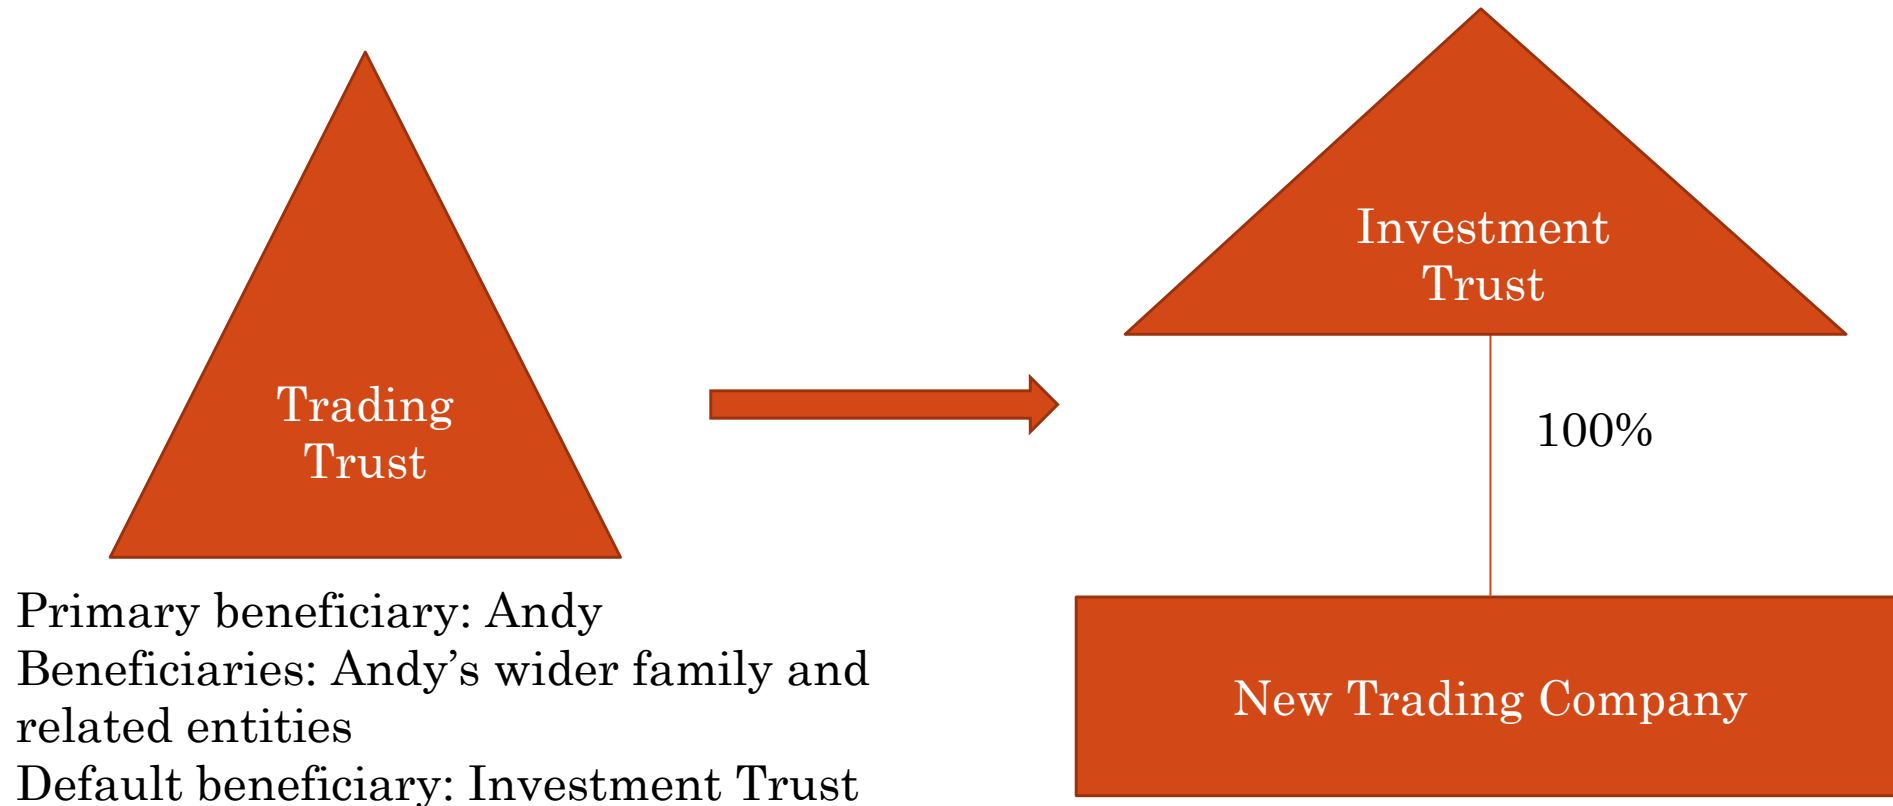 Trading
Trust
Primary beneficiary: Andy
Beneficiaries: Andy’s wider family and
related entities
Default beneficiary: Investment Trust
Investment
Trust
100%
New Trading Company